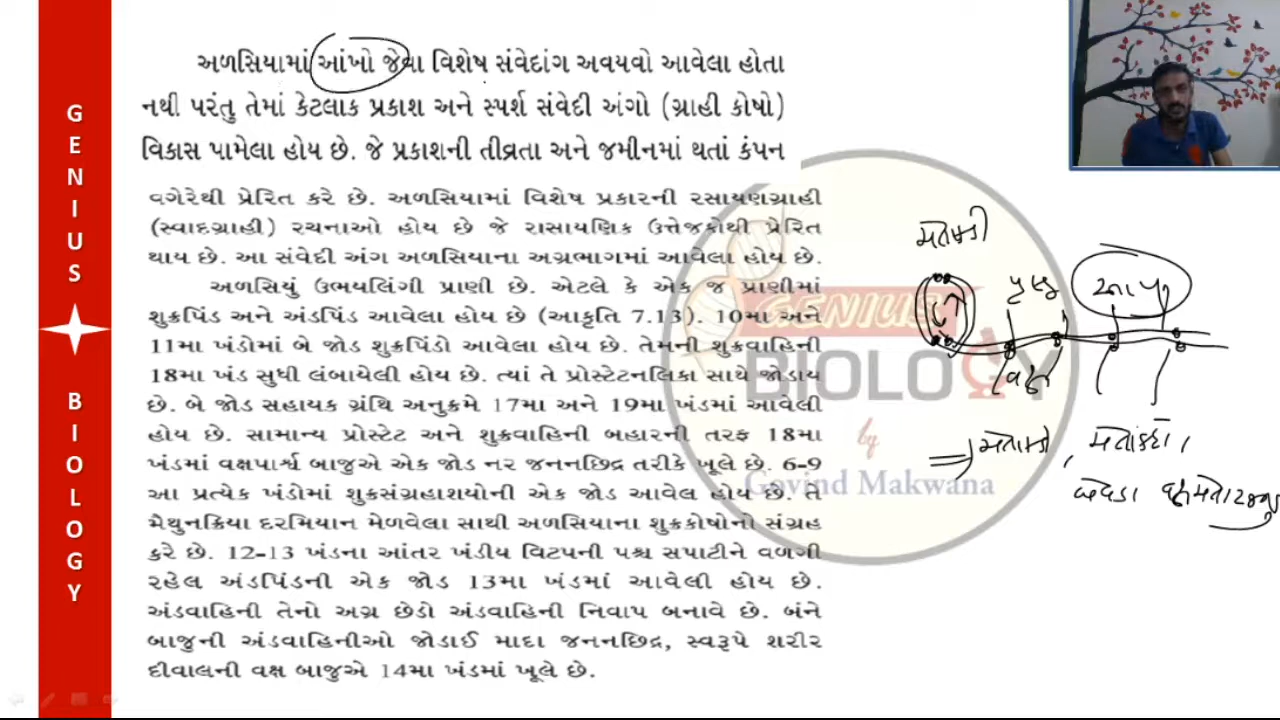 GENIUS BIOLOGY
અળસિયામાં આંખો જેવા વિશેષ સંવેદાંગ અવયવો આવેલા હોતા
નથી પરંતુ તેમાં કેટલાક પ્રકાશ અને સ્પર્શ સંવેદી અંગો (ગ્રાહી કોષો)
વિકાસ પામેલા હોય છે. જે પ્રકાશની તીવ્રતા અને જમીનમાં થતાં કંપન
વગેરેથી પ્રેરિત કરે છે. અળસિયામાં વિશેષ પ્રકારની રસાયણગ્રાહી
(સ્વાદગ્રાહી) રચનાઓ હોય છે જે રાસાયણિક ઉત્તેજકોથી પ્રેરિત
થાય છે. આ સંવેદી અંગ અળસિયાના અગ્રભાગમાં આવેલા હોય છે.
અળસિયું ઉભયલિંગી પ્રાણી છે. એટલે કે એક જ પ્રાણીમાં
શુક્રપિંડ અને અંડપિંડ આવેલા હોય છે (આકૃતિ 7.13). 10મા અને
11મા ખંડોમાં બે જોડ શુક્રપિંડો આવેલા હોય છે. તેમની શુક્રવાહિની
18મા ખંડ સુધી લંબાયેલી હોય છે. ત્યાં તે પ્રોસ્ટેટનલિકા સાથે જોડાય
છે. બે જોડ સહાયક ગ્રંથિ અનુક્રમે 17મા અને 19મા ખંડમાં આવેલી
હોય છે. સામાન્ય પ્રોસ્ટેટ અને શુક્રવાહિની બહારની તરફ 18મા
ખંડમાં વક્ષપાર્શ્વ બાજુએ એક જોડ નર જનનછિદ્ર તરીકે ખૂલે છે. 6-9
આ પ્રત્યેક ખંડોમાં શુક્રસંગ્રહાશયોની એક જોડ આવેલ હોય છે. તે
મૈથુનક્રિયા દરમિયાન મેળવેલા સાથી અળસિયાના શુક્રકોષોનો સંગ્રહ
કરે છે. 12-13 ખંડના આંતર ખંડીય વિટપની પશ્ચ સપાટીને વળગી
રહેલ અંડપિંડની એક જોડ 13મા ખંડમાં આવેલી હોય છે.
અંડવાહિની તેનો અગ્ર છેડો અંડવાહિની નિવાપ બનાવે છે. બંને
બાજુની અંડવાહિનીઓ જોડાઈ માદા જનનછિદ્ર, સ્વરૂપે શરીર
દીવાલની વક્ષ બાજુએ 14મા ખંડમાં ખૂલે છે.
GENIUS
BIOLOGY
by
Govind Makwana